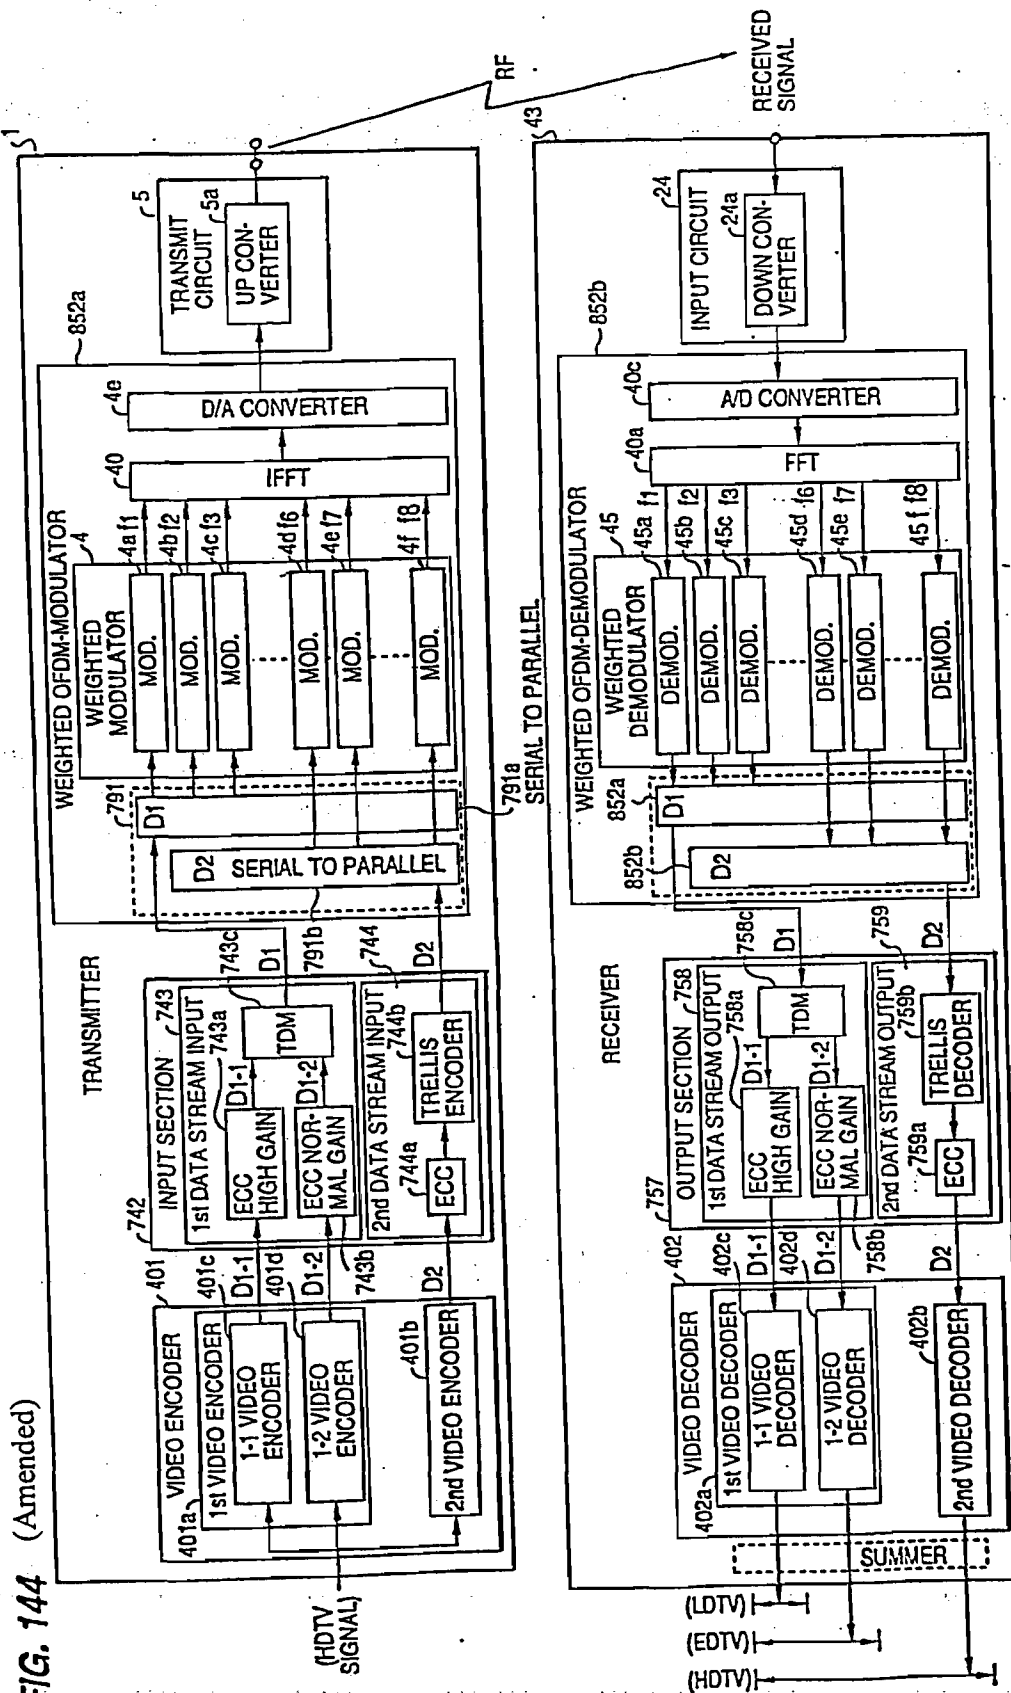 FIG. 144 (Amended)
TRANSMITTER
1
(HDTV
SIGNAL)
401
VIDEO ENCODER
401a
1st VIDEO ENCODER
401c
1-1 VIDEO
ENCODER
401d
1-2 VIDEO
ENCODER
401b
2nd VIDEO ENCODER
D1-1
D1-2
D2
742
INPUT SECTION
743
1st DATA STREAM INPUT
743a
ECC
HIGH GAIN
743b
ECC NOR-
MAL GAIN
D1-1
D1-2
743c
TDM
D1
744
2nd DATA STREAM INPUT
744a
ECC
744b
TRELLIS
ENCODER
D2
852a
WEIGHTED OFDM-MODULATOR
791
D1
791b
D2 SERIAL TO PARALLEL
791a
SERIAL TO PARALLEL
4
WEIGHTED
MODULATOR
MOD.
MOD.
MOD.
MOD.
MOD.
MOD.
4a f1
4b f2
4c f3
4d f6
4e f7
4f f8
40
IFFT
4e
D/A CONVERTER
5
TRANSMIT
CIRCUIT
5a
UP CON-
VERTER
RF
RECEIVED
SIGNAL
RECEIVER
43
24
INPUT CIRCUIT
24a
DOWN CON-
VERTER
852b
WEIGHTED OFDM-DEMODULATOR
40c
A/D CONVERTER
40a
FFT
45
WEIGHTED
DEMODULATOR
45a f1
45b f2
45c f3
45d f6
45e f7
45 f f8
DEMOD.
DEMOD.
DEMOD.
DEMOD.
DEMOD.
DEMOD.
852a
D1
852b
D2
D1
D2
757
OUTPUT SECTION
758
1st DATA STREAM OUTPUT
758a
ECC
HIGH GAIN
758b
ECC NOR-
MAL GAIN
D1-1
D1-2
758c
TDM
759
2nd DATA STREAM OUTPUT
759a
ECC
759b
TRELLIS
DECODER
D1-1
D1-2
D2
402
VIDEO DECODER
402a
1st VIDEO DECODER
402c
1-1 VIDEO
DECODER
402d
1-2 VIDEO
DECODER
402b
2nd VIDEO DECODER
SUMMER
(LDTV)
(EDTV)
(HDTV)